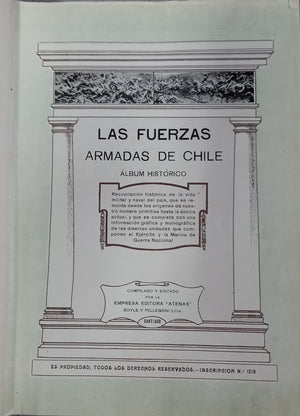 LAS FUERZAS
ARMADAS DE CHILE
ÁLBUM HISTÓRICO
Recopilación histórica de la vida
militar y naval del país, que se re-
monta desde los orígenes de nues-
tro hombre primitivo hasta la época
actual, y que se completa con una
información gráfica y monográfica
de las diversas unidades que com-
ponen el Ejército y la Marina de
Guerra Nacional
COMPILADO Y EDITADO
POR LA
EMPRESA EDITORA "ATENAS"
BOYLE Y PELLEGRINI LTDA
SANTIAGO
ES PROPIEDAD; TODOS LOS DERECHOS RESERVADOS.—INSCRIPCION N.º 1218